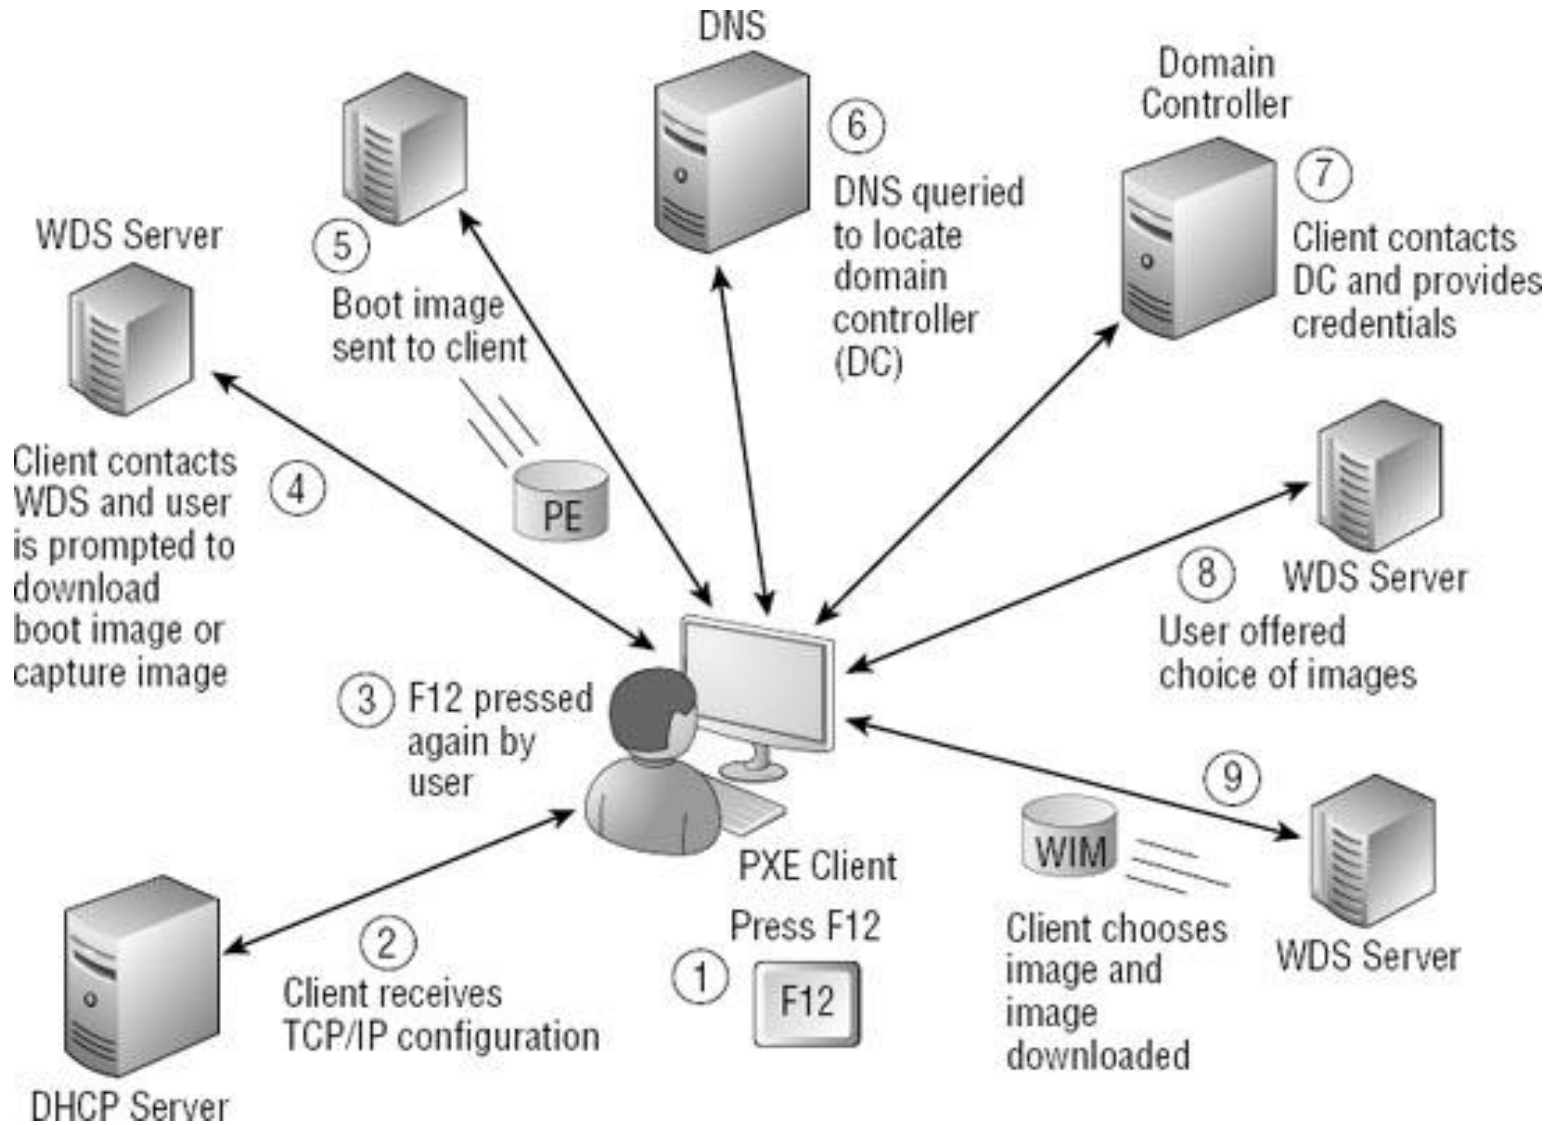 DNS
6
DNS queried
to locate
domain
controller
(DC)
Domain
Controller
7
Client contacts
DC and provides
credentials
5
Boot image
sent to client
PE
WDS Server
4
Client contacts
WDS and user
is prompted to
download
boot image or
capture image
8
WDS Server
User offered
choice of images
3
F12 pressed
again by
user
9
WIM
WDS Server
Client chooses
image and
image
downloaded
PXE Client
Press F12
1
F12
2
Client receives
TCP/IP configuration
DHCP Server